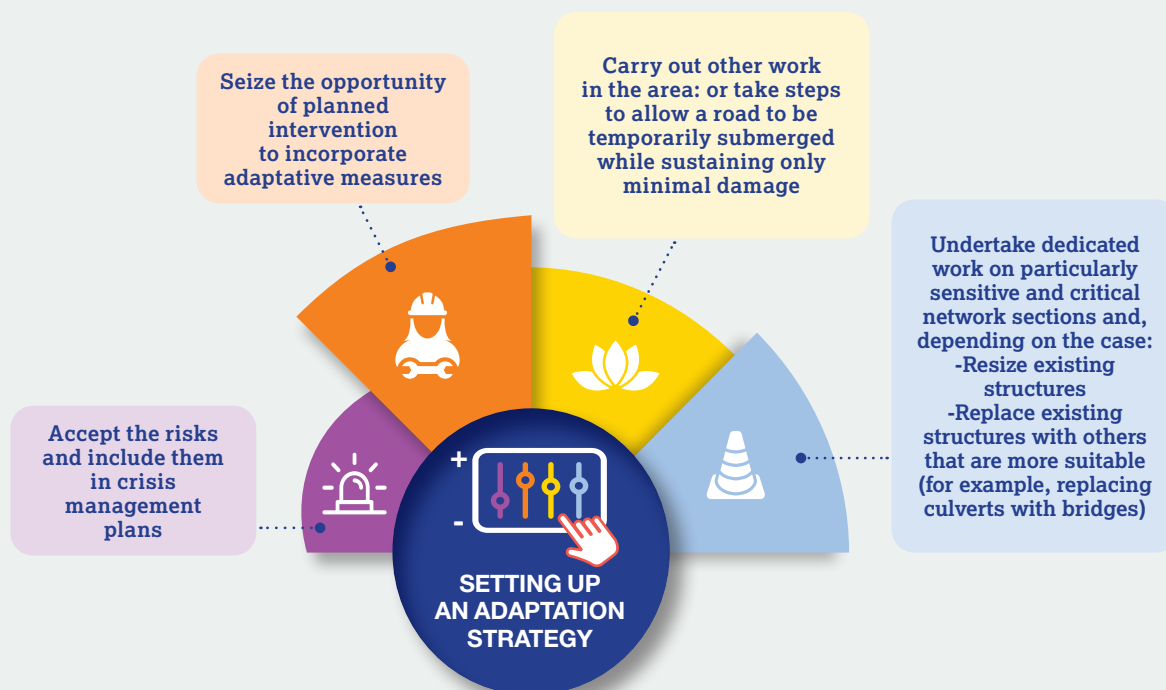 Seize the opportunity
of planned
intervention
to incorporate
adaptative measures
Carry out other work
in the area: or take steps
to allow a road to be
temporarily submerged
while sustaining only
minimal damage
Undertake dedicated
work on particularly
sensitive and critical
network sections and,
depending on the case:
-Resize existing
structures
-Replace existing
structures with others
that are more suitable
(for example, replacing
culverts with bridges)
Accept the risks
and include them
in crisis
management
plans
+
-
SETTING UP
AN ADAPTATION
STRATEGY